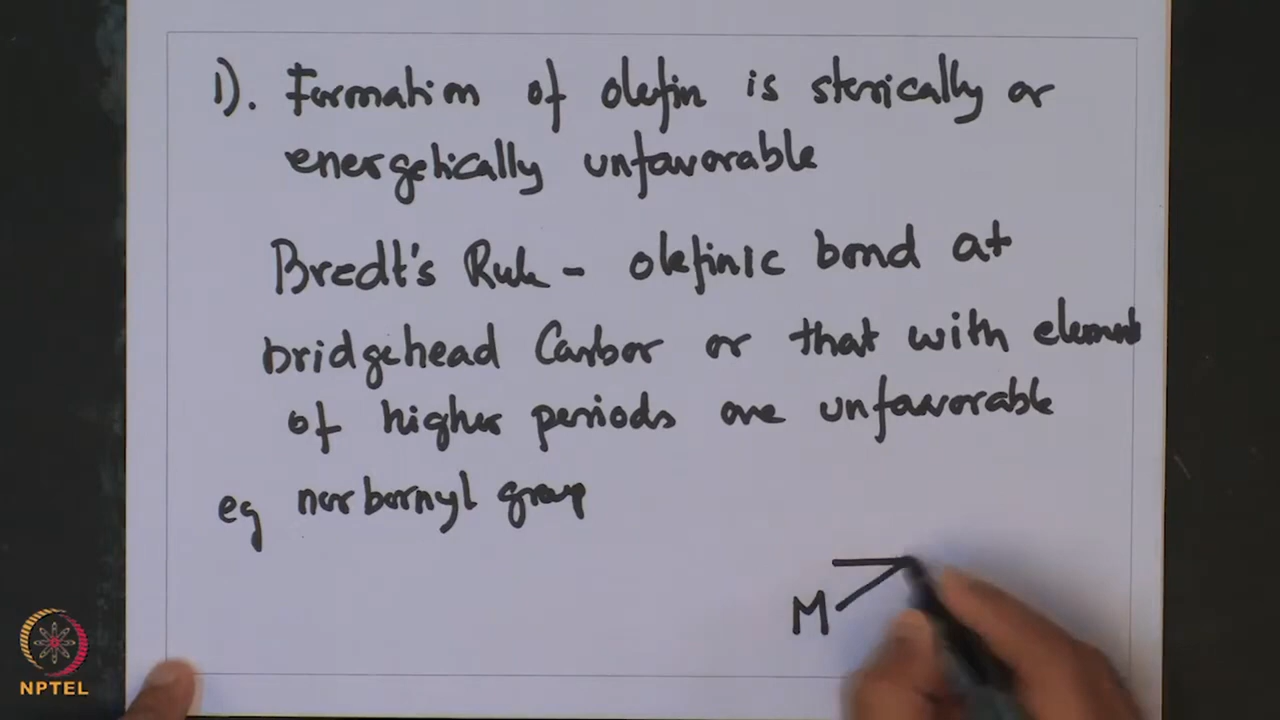 1). Formation of olefin is sterically or
energetically unfavorable
Bredt's Rule - olefinic bond at
bridgehead Carbon or that with elements
of higher periods are unfavorable
eg norbornyl group
M
NPTEL